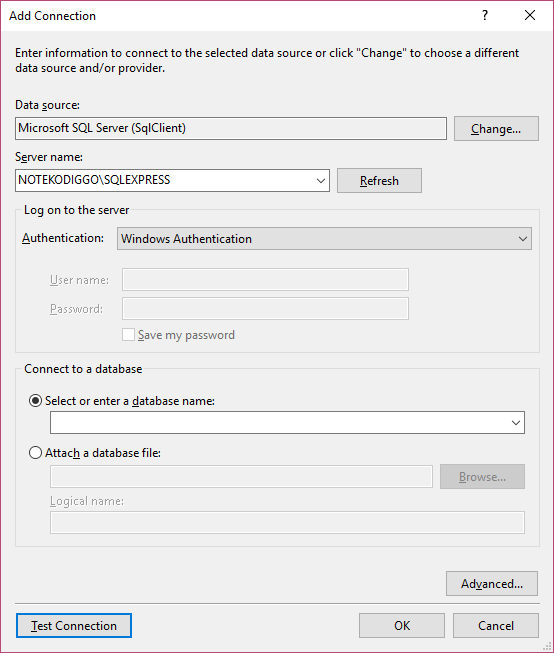 Add Connection
?
Enter information to connect to the selected data source or click "Change" to choose a different
data source and/or provider.
Data source:
Microsoft SQL Server (SqlClient)
Change...
Server name:
NOTEKODIGGO\SQLEXPRESS
Refresh
Log on to the server
Authentication:
Windows Authentication
User name:
Password:
Save my password
Connect to a database
Select or enter a database name:
Attach a database file:
Browse...
Logical name:
Advanced...
Test Connection
OK
Cancel